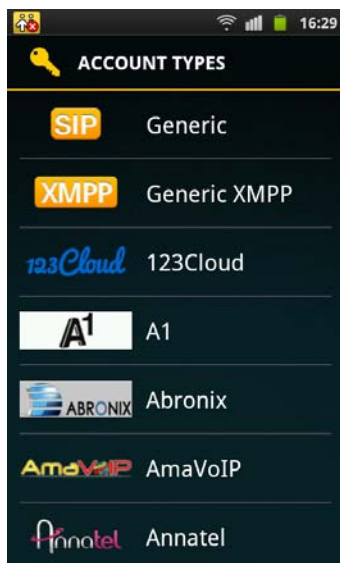 16:29
ACCOUNT TYPES
SIP Generic
XMPP Generic XMPP
123Cloud 123Cloud
A1 A1
ABRONIX Abronix
AmaVoIP AmaVoIP
Annatel Annatel